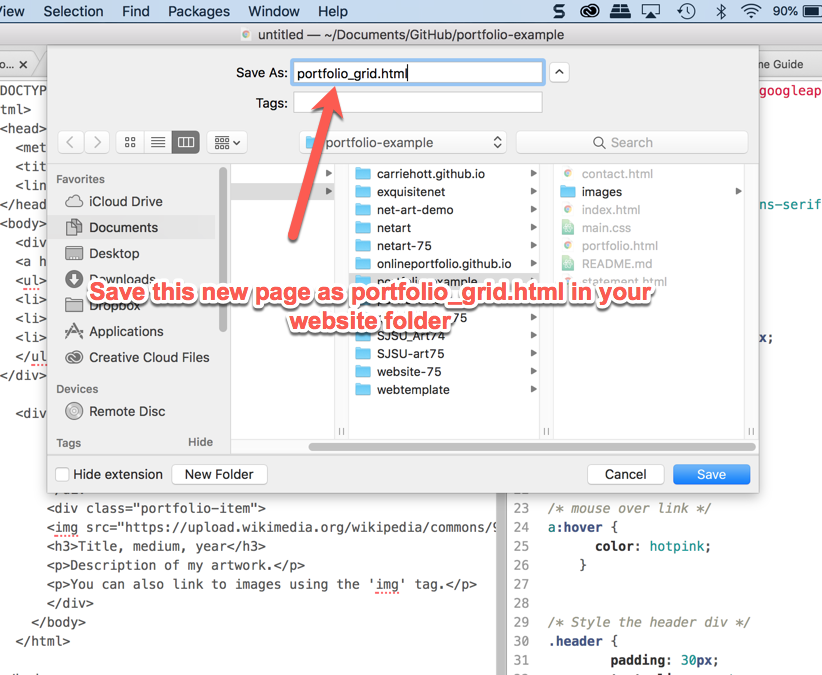 View Selection Find Packages Window Help 90%
untitled — ~/Documents/GitHub/portfolio-example
o... × me Guide
Save As: portfolio_grid.html
Tags:
portfolio-example Search
DOCTYP googleap
tml>
<head>
<met
<tit
<lin
</head ns-serif
<body>
<div
<a h
<ul>
<li>
<li>
<li> x;
</ul
</div>
<div
Favorites
iCloud Drive
Documents
Desktop
Downloads
Dropbox
Applications
Creative Cloud Files
Devices
Remote Disc
Tags Hide
carriehott.github.io
exquisitenet
net-art-demo
netart
netart-75
onlineportfolio.github.io
portfolio-example
75
SJSU_Art74
SJSU-art75
website-75
webtemplate
contact.html
images
index.html
main.css
portfolio.html
README.md
statement.html
Save this new page as portfolio_grid.html in your
website folder
Hide extension New Folder Cancel Save
</div>
<div class="portfolio-item">
<img src="https://upload.wikimedia.org/wikipedia/commons/9
<h3>Title, medium, year</h3>
<p>Description of my artwork.</p>
<p>You can also link to images using the 'img' tag.</p>
</div>
</body>
</html>
22
23 /* mouse over link */
24 a:hover {
25 color: hotpink;
26 }
27
28
29 /* Style the header div */
30 .header {
31 padding: 30px;